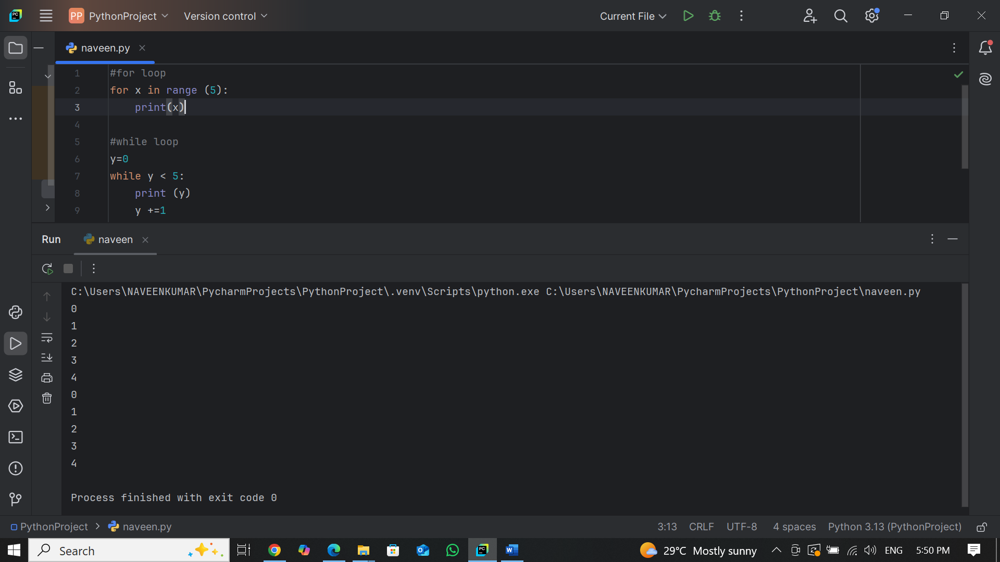 PC
PP PythonProject Version control Current File
naveen.py
1 #for loop
2 for x in range (5):
3 print(x)
4
5 #while loop
6 y=0
7 while y < 5:
8 print (y)
9 y +=1
Run naveen
C:\Users\NAVEENKUMAR\PycharmProjects\PythonProject\.venv\Scripts\python.exe C:\Users\NAVEENKUMAR\PycharmProjects\PythonProject\naveen.py
0
1
2
3
4
0
1
2
3
4
Process finished with exit code 0
PythonProject > naveen.py 3:13 CRLF UTF-8 4 spaces Python 3.13 (PythonProject)
Search PC W 29°C Mostly sunny ENG 5:50 PM